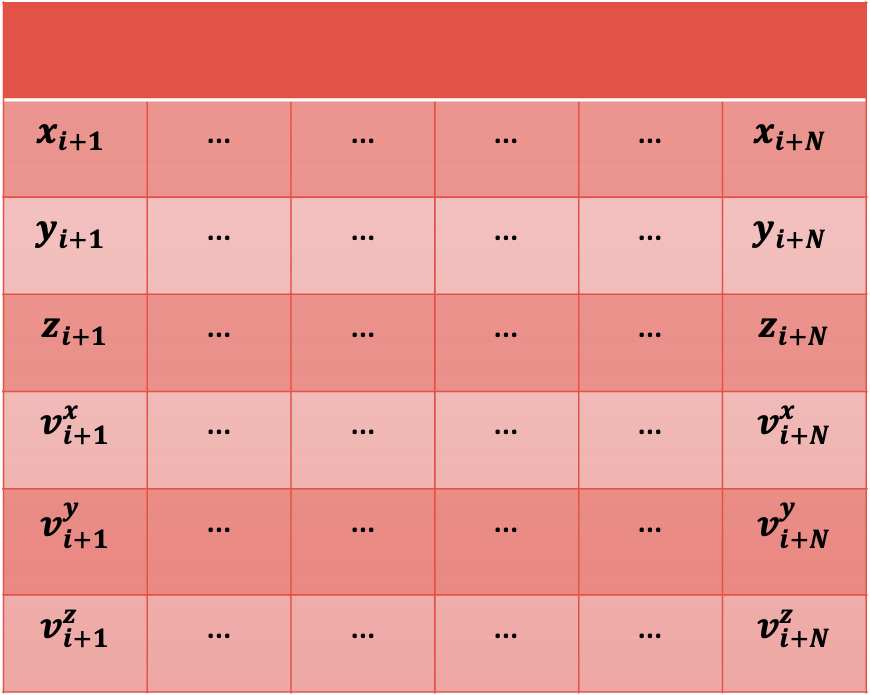 x_{i+1} ... ... ... ... x_{i+N}
y_{i+1} ... ... ... ... y_{i+N}
z_{i+1} ... ... ... ... z_{i+N}
v^x_{i+1} ... ... ... ... v^x_{i+N}
v^y_{i+1} ... ... ... ... v^y_{i+N}
v^z_{i+1} ... ... ... ... v^z_{i+N}